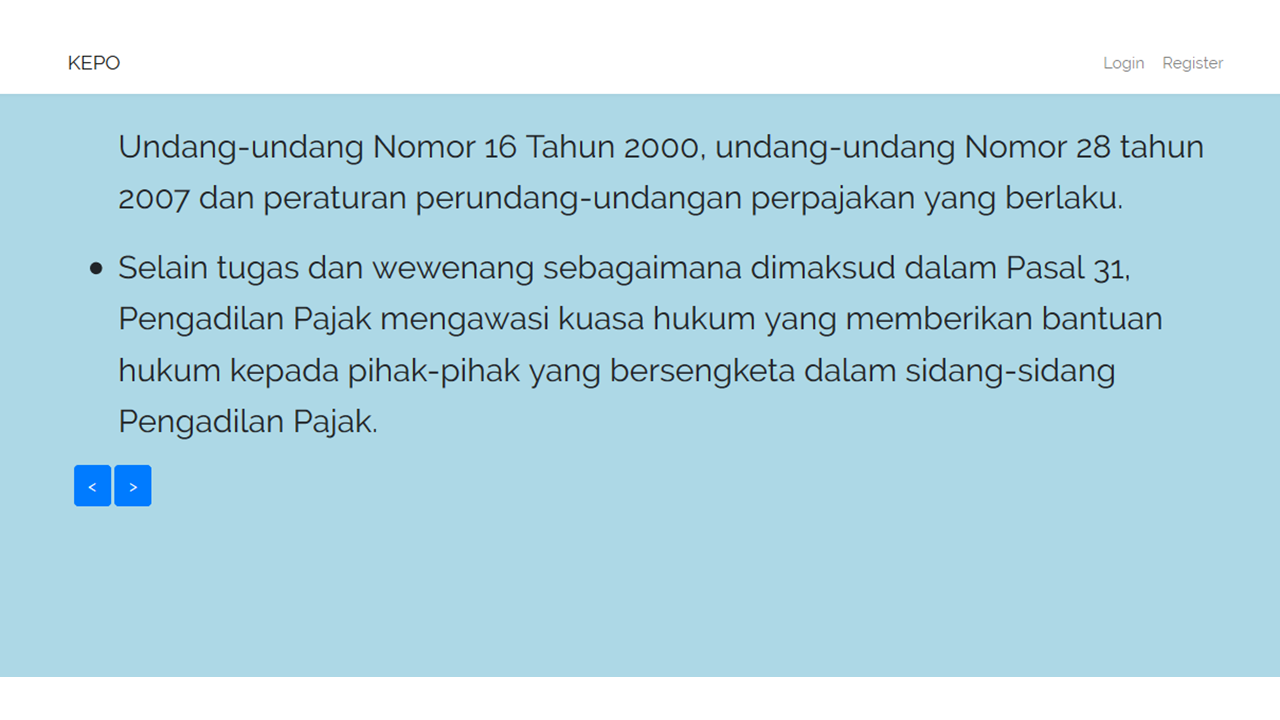 KEPO
Login Register
Undang-undang Nomor 16 Tahun 2000, undang-undang Nomor 28 tahun
2007 dan peraturan perundang-undangan perpajakan yang berlaku.
• Selain tugas dan wewenang sebagaimana dimaksud dalam Pasal 31,
Pengadilan Pajak mengawasi kuasa hukum yang memberikan bantuan
hukum kepada pihak-pihak yang bersengketa dalam sidang-sidang
Pengadilan Pajak.
< >